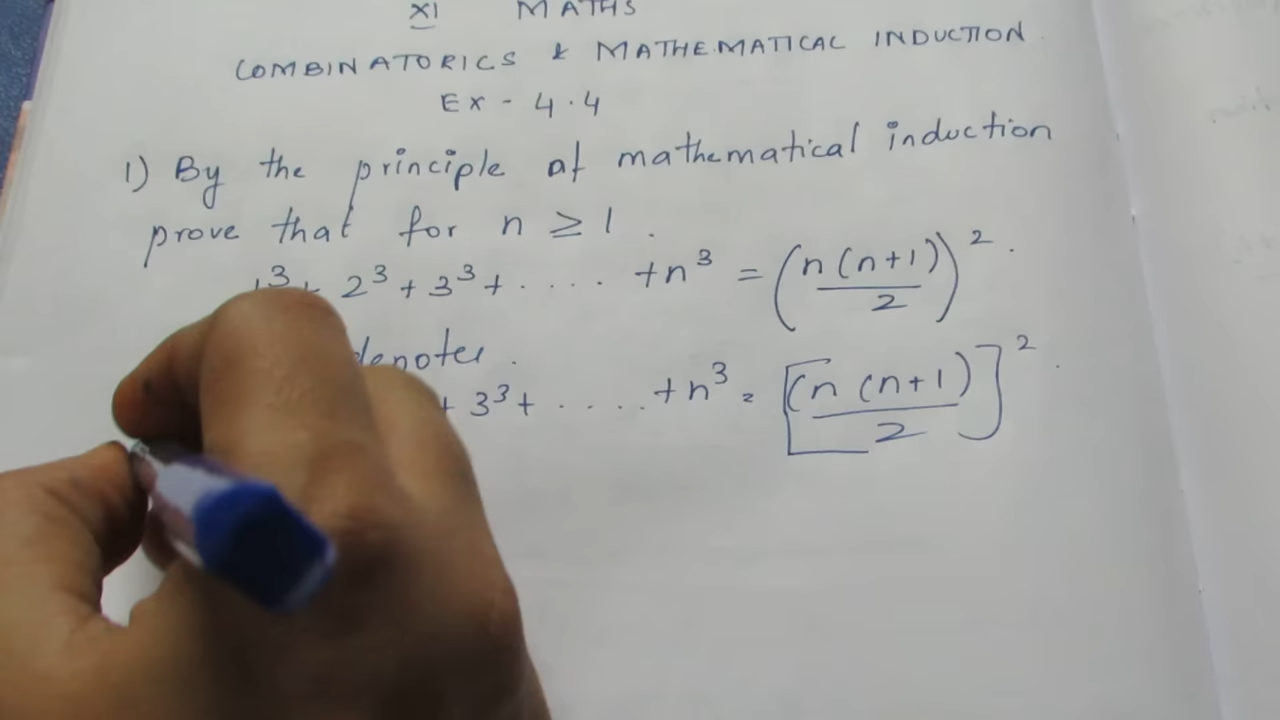 XI MATHS
COMBINATORICS & MATHEMATICAL INDUCTION
EX - 4.4
1) By the principle of mathematical induction
prove that for n ≥ 1.
1³ + 2³ + 3³ + .... + n³ = (n(n+1)/2)².
denotes.
+ 3³ + .... + n³ = [(n(n+1)/2]².